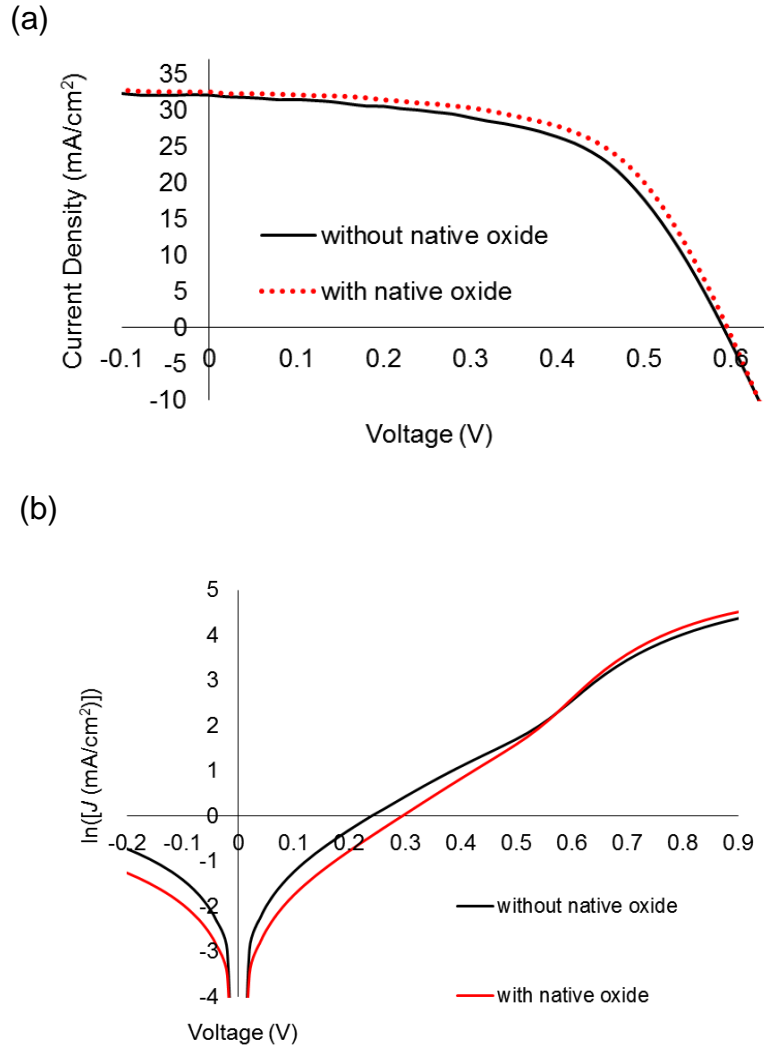 (a)
35
30
25
20
15
10
5
0
-5
-10
Current Density (mA/cm²)
without native oxide
with native oxide
-0.1 0 0.1 0.2 0.3 0.4 0.5 0.6
Voltage (V)
(b)
5
4
3
2
1
0
-1
-2
-3
-4
ln([J (mA/cm²)])
-0.2 -0.1 0 0.1 0.2 0.3 0.4 0.5 0.6 0.7 0.8 0.9
without native oxide
with native oxide
Voltage (V)